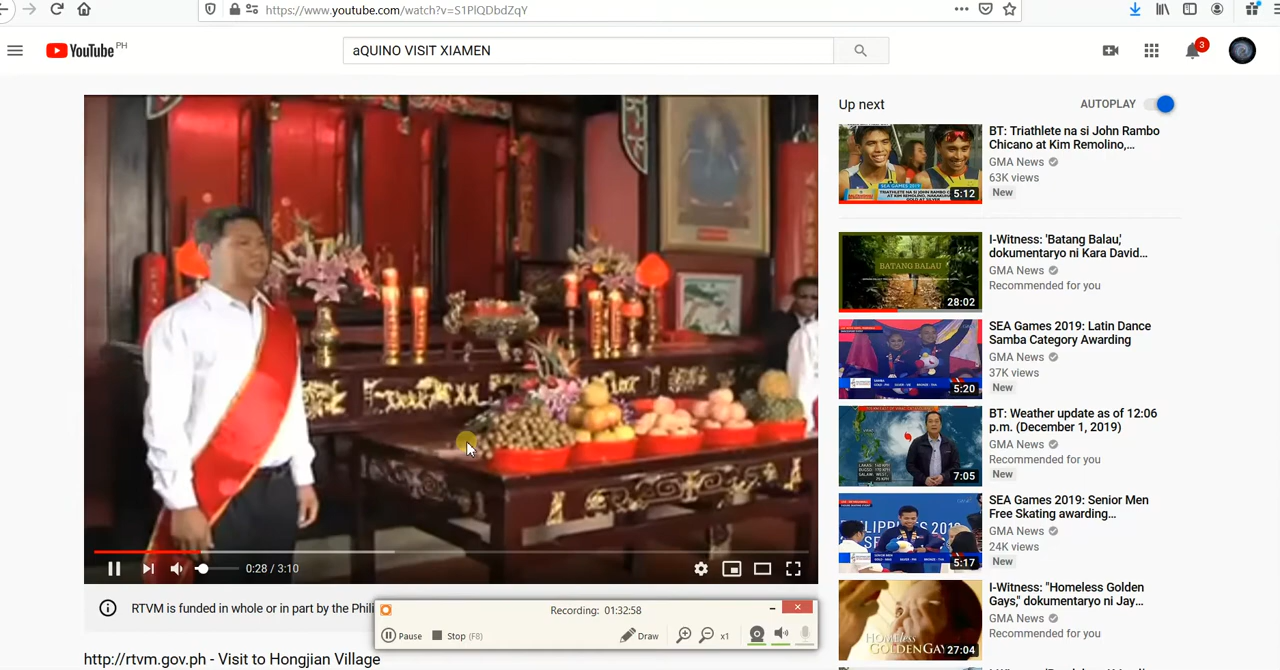 https://www.youtube.com/watch?v=S1PlQDbdZqY
YouTube PH
aQUINO VISIT XIAMEN
3
0:28 / 3:10
RTVM is funded in whole or in part by the Phili
Recording: 01:32:58
Pause
Stop (F8)
Draw
x1
http://rtvm.gov.ph - Visit to Hongjian Village
Up next
AUTOPLAY
5:12
BT: Triathlete na si John Rambo
Chicano at Kim Remolino,...
GMA News
63K views
New
BATANG BALAU
28:02
I-Witness: 'Batang Balau,'
dokumentaryo ni Kara David...
GMA News
Recommended for you
5:20
SEA Games 2019: Latin Dance
Samba Category Awarding
GMA News
37K views
New
7:05
BT: Weather update as of 12:06
p.m. (December 1, 2019)
GMA News
Recommended for you
New
5:17
SEA Games 2019: Senior Men
Free Skating awarding...
GMA News
24K views
New
HOMELESS
GOLDEN GAYS
27:04
I-Witness: "Homeless Golden
Gays," dokumentaryo ni Jay...
GMA News
Recommended for you